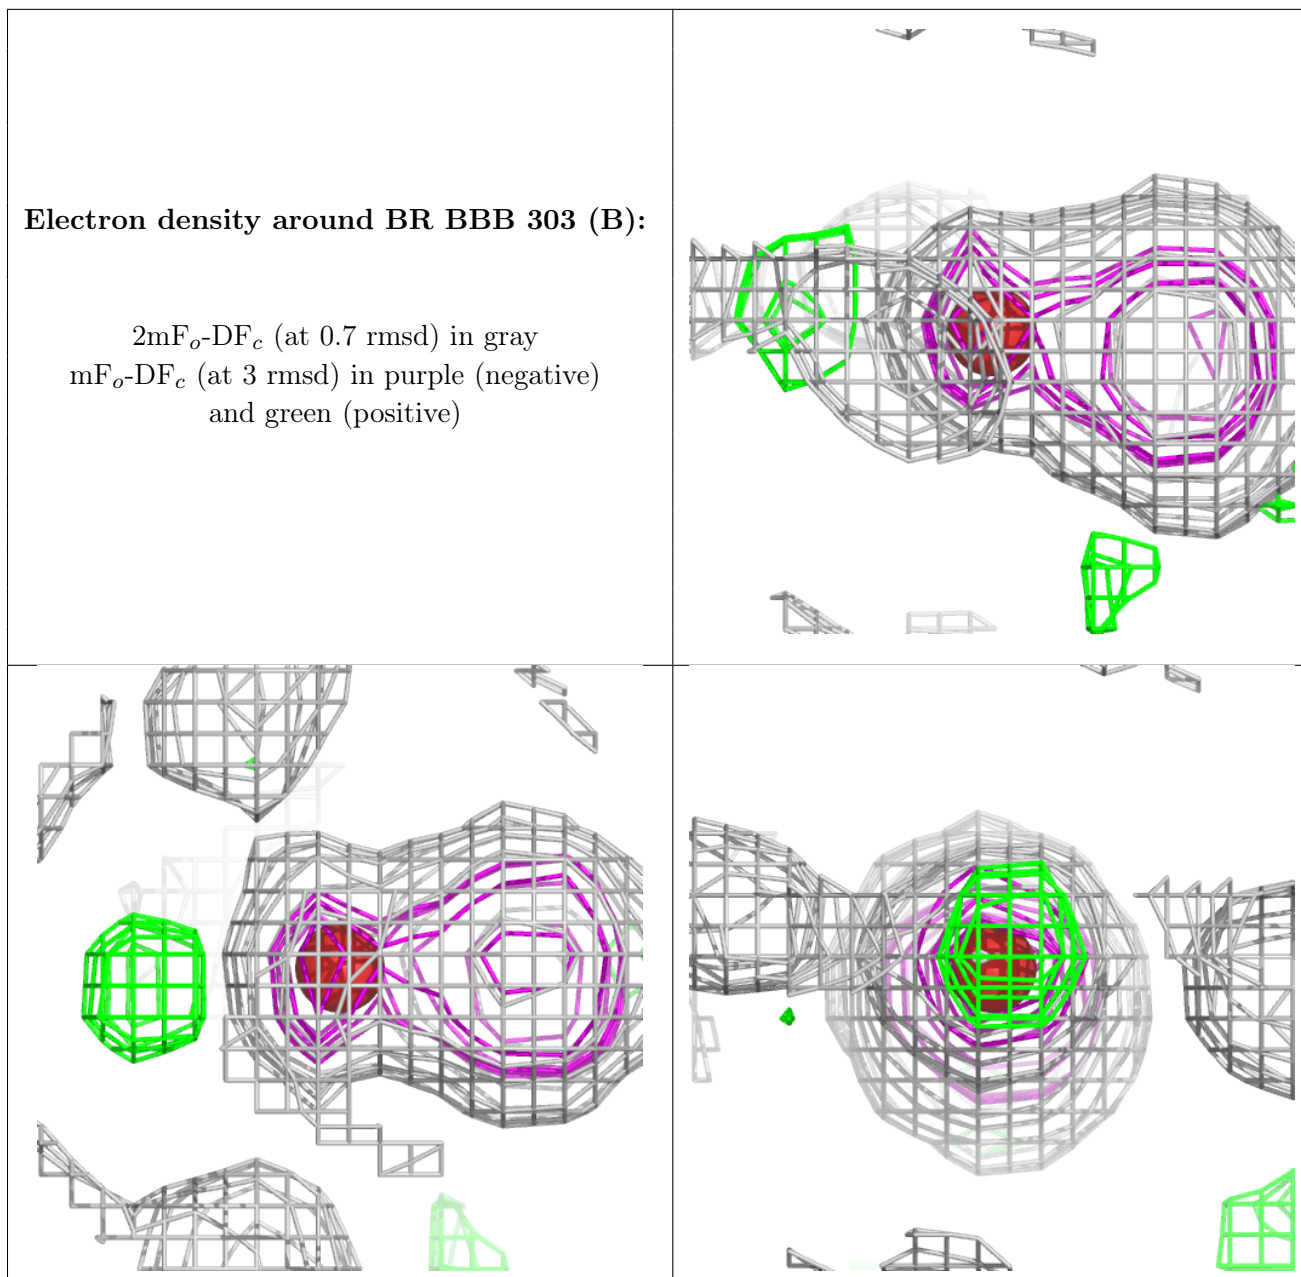 Electron density around BR BBB 303 (B):
2mFₒ-DF𝒸 (at 0.7 rmsd) in gray
mFₒ-DF𝒸 (at 3 rmsd) in purple (negative)
and green (positive)